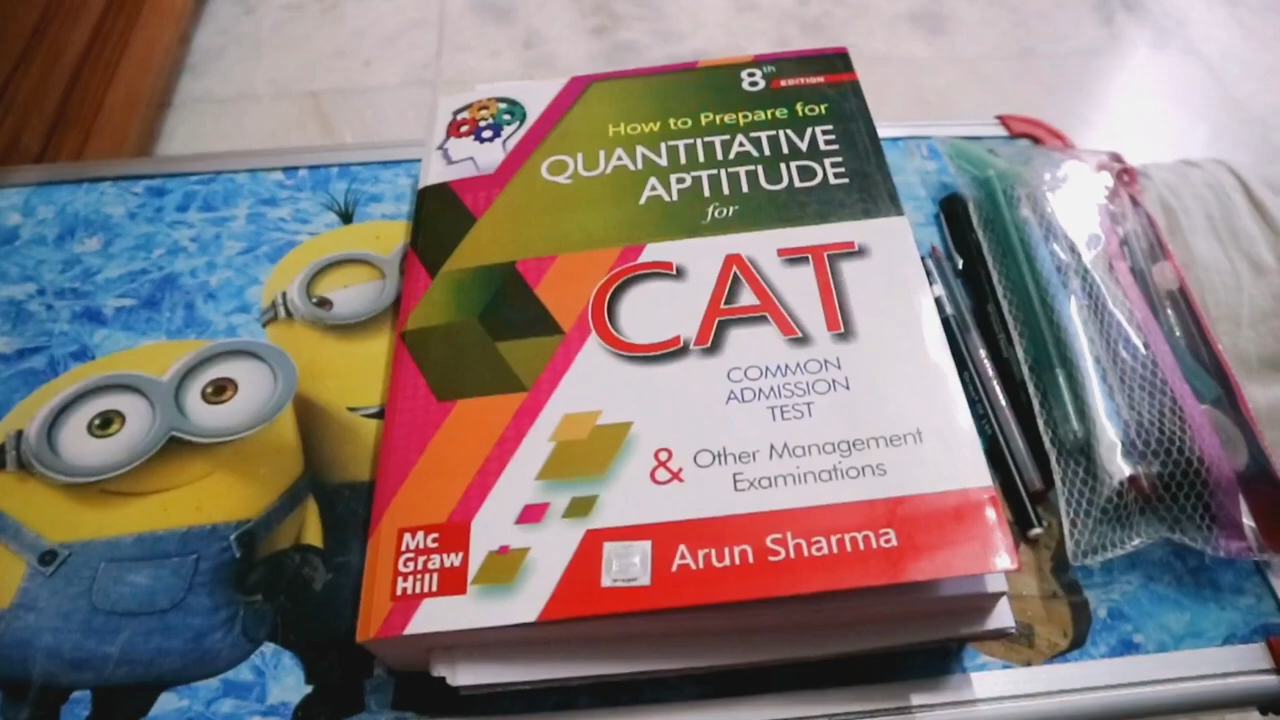 8th EDITION
How to Prepare for
QUANTITATIVE
APTITUDE
for
CAT
COMMON
ADMISSION
TEST
& Other Management
Examinations
Mc
Graw
Hill
Arun Sharma